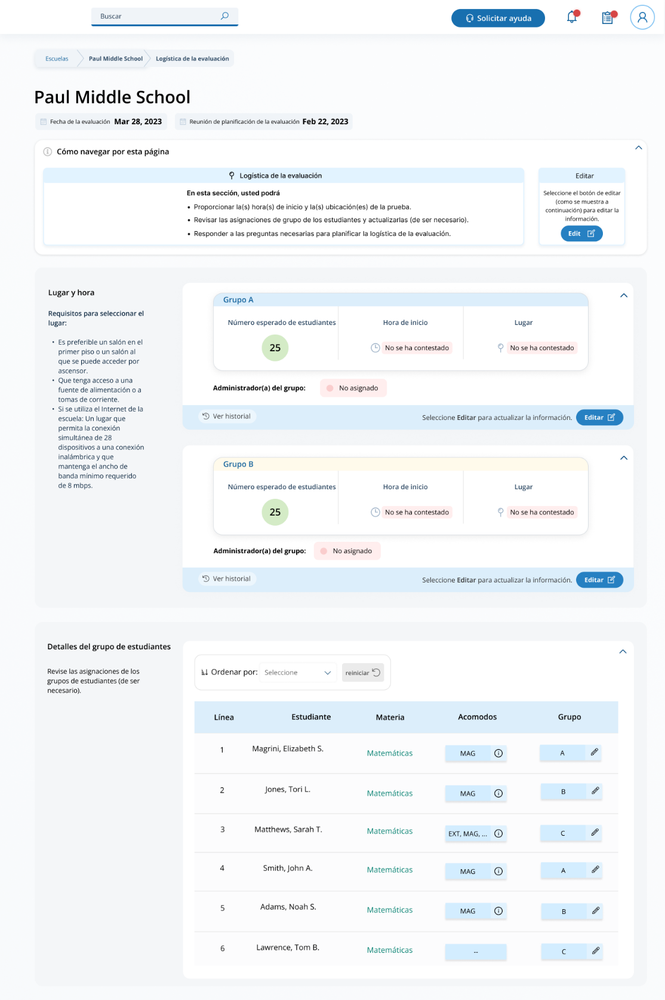 Buscar
Solicitar ayuda
Escuelas
Paul Middle School
Logística de la evaluación
Paul Middle School
Fecha de la evaluación Mar 28, 2023
Reunión de planificación de la evaluación Feb 22, 2023
Cómo navegar por esta página
Logística de la evaluación
En esta sección, usted podrá
• Proporcionar la(s) hora(s) de inicio y la(s) ubicación(es) de la prueba.
• Revisar las asignaciones de grupo de los estudiantes y actualizarlas (de ser necesario).
• Responder a las preguntas necesarias para planificar la logística de la evaluación.
Editar
Seleccione el botón de editar
(como se muestra a
continuación) para editar la
información.
Edit
Lugar y hora
Requisitos para seleccionar el
lugar:
• Es preferible un salón en el
primer piso o un salón al
que se puede acceder por
ascensor.
• Que tenga acceso a una
fuente de alimentación o a
tomas de corriente.
• Si se utiliza el Internet de la
escuela: Un lugar que
permita la conexión
simultánea de 28
dispositivos a una conexión
inalámbrica y que
mantenga el ancho de
banda mínimo requerido
de 8 mbps.
Grupo A
Número esperado de estudiantes
25
Hora de inicio
No se ha contestado
Lugar
No se ha contestado
Administrador(a) del grupo: No asignado
Ver historial
Seleccione Editar para actualizar la información.
Editar
Grupo B
Número esperado de estudiantes
25
Hora de inicio
No se ha contestado
Lugar
No se ha contestado
Administrador(a) del grupo: No asignado
Ver historial
Seleccione Editar para actualizar la información.
Editar
Detalles del grupo de estudiantes
Revise las asignaciones de los
grupos de estudiantes (de ser
necesario).
Ordenar por: Seleccione reiniciar
Línea Estudiante Materia Acomodos Grupo
1 Magrini, Elizabeth S. Matemáticas MAG A
2 Jones, Tori L. Matemáticas MAG B
3 Matthews, Sarah T. Matemáticas EXT, MAG, ... C
4 Smith, John A. Matemáticas MAG A
5 Adams, Noah S. Matemáticas MAG B
6 Lawrence, Tom B. Matemáticas -- C